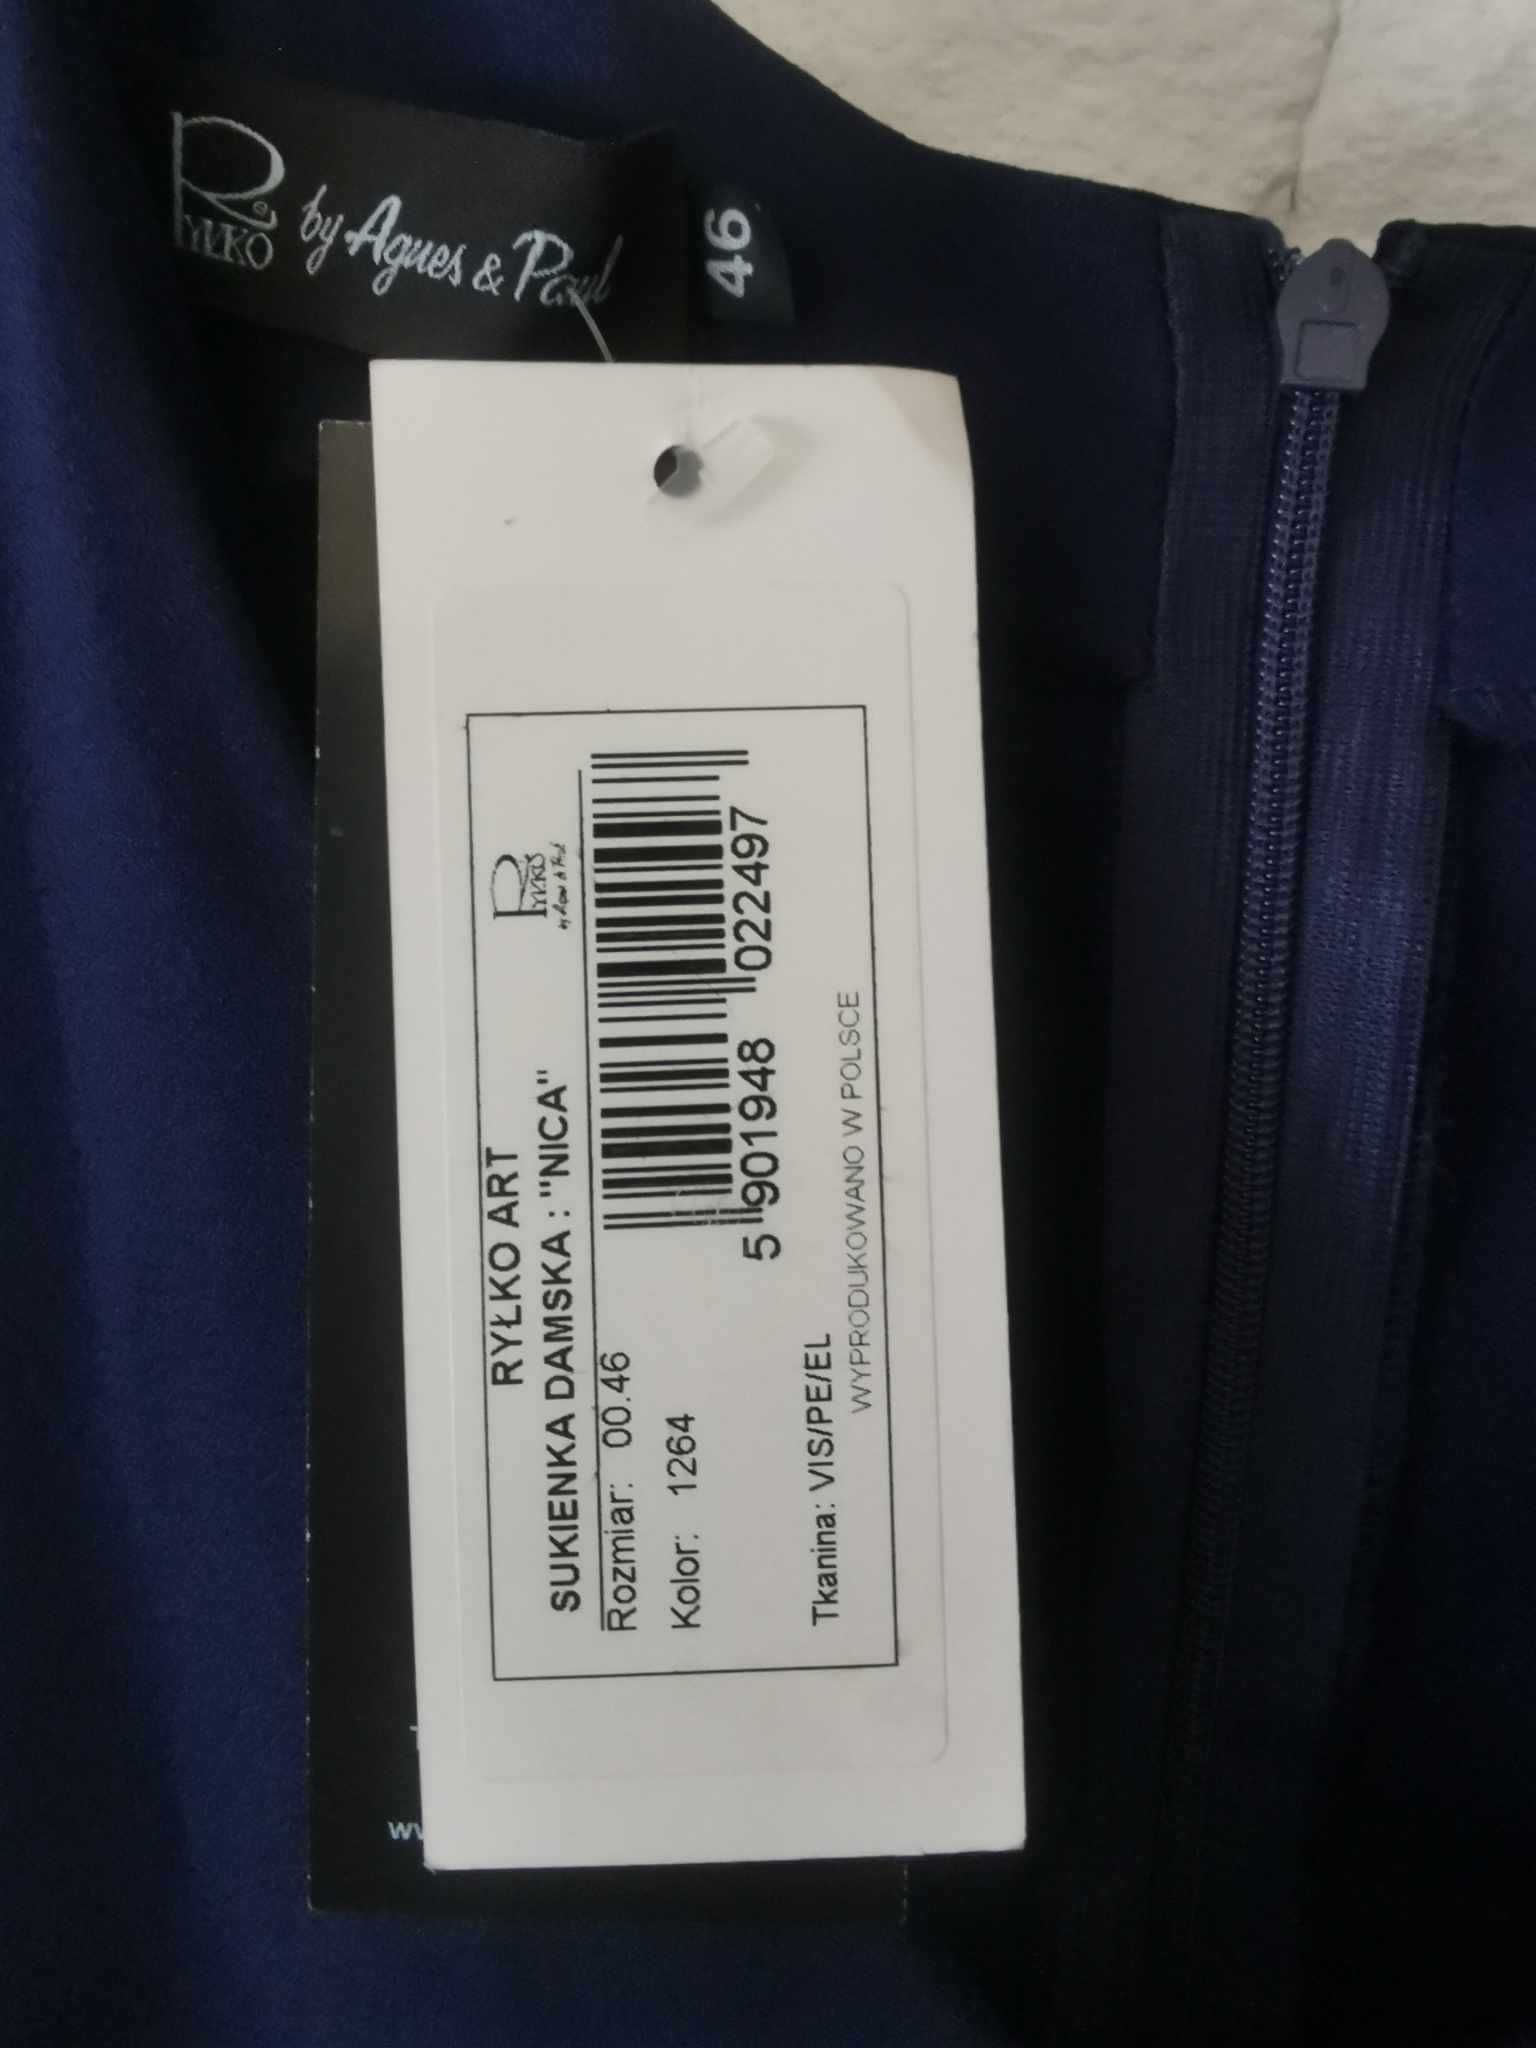 RYŁKO
by Agnes & Paul
46
RYŁKO ART
SUKIENKA DAMSKA : "NICA"
RYŁKO
Rozmiar: 00.46
Kolor: 1264
5 901948 022497
Tkanina: VIS/PE/EL
WYPRODUKOWANO W POLSCE